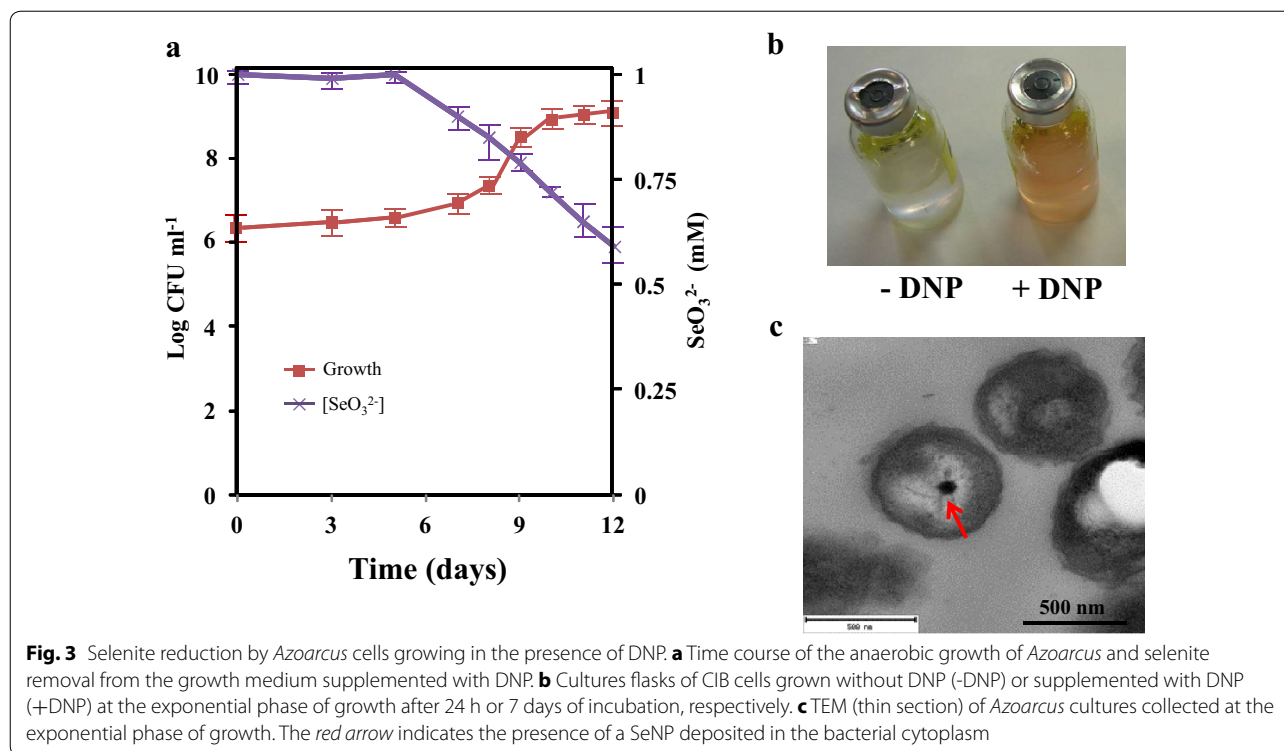 a
10
8
6
4
2
0
Log CFU ml-1
1
0.75
0.5
0.25
0
SeO₃²⁻ (mM)
Growth
[SeO₃²⁻]
0 3 6 9 12
Time (days)
b
- DNP + DNP
c
500 nm
500 nm
Fig. 3 Selenite reduction by Azoarcus cells growing in the presence of DNP. a Time course of the anaerobic growth of Azoarcus and selenite
removal from the growth medium supplemented with DNP. b Cultures flasks of CIB cells grown without DNP (-DNP) or supplemented with DNP
(+DNP) at the exponential phase of growth after 24 h or 7 days of incubation, respectively. c TEM (thin section) of Azoarcus cultures collected at the
exponential phase of growth. The red arrow indicates the presence of a SeNP deposited in the bacterial cytoplasm